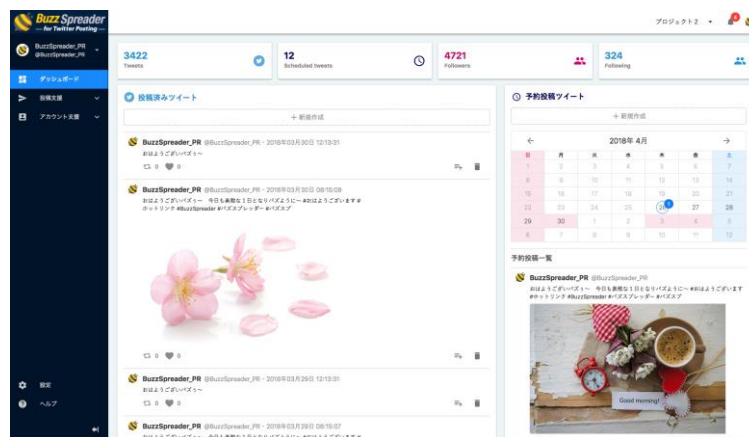 Buzz Spreader
— for Twitter Posting —
プロジェクト2
BuzzSpreader_PR
@BuzzSpreader_PR
ダッシュボード
投稿支援
アカウント支援
設定
ヘルプ
3422
Tweets
12
Scheduled tweets
4721
Followers
324
Following
投稿済みツイート
+ 新規作成
BuzzSpreader_PR @BuzzSpreader_PR - 2018年03月30日 12:13:31
おはようございバズぅ〜
0 0
BuzzSpreader_PR @BuzzSpreader_PR - 2018年03月30日 08:15:09
おはようございバズぅ〜 今日も素敵な1日となりバズように〜 #おはようございます #
ホットリンク #BuzzSpreader #バズスプレッダー #バズスプ
0 0
BuzzSpreader_PR @BuzzSpreader_PR - 2018年03月29日 12:13:31
おはようございバズぅ〜
0 0
BuzzSpreader_PR @BuzzSpreader_PR - 2018年03月29日 08:15:07
予約投稿ツイート
+ 新規作成
← 2018年 4月 →
日 月 火 水 木 金 土
1 2 3 4 5 6 7
8 9 10 11 12 13 14
15 16 17 18 19 20 21
22 23 24 25 26 27 28
29 30 1 2 3 4 5
6 7 8 9 10 11 12
予約投稿一覧
BuzzSpreader_PR @BuzzSpreader_PR
おはようございバズぅ〜 今日も素敵な1日となりバズように〜 #おはようございます
#ホットリンク #BuzzSpreader #バズスプレッダー #バズスプ
Good morning!